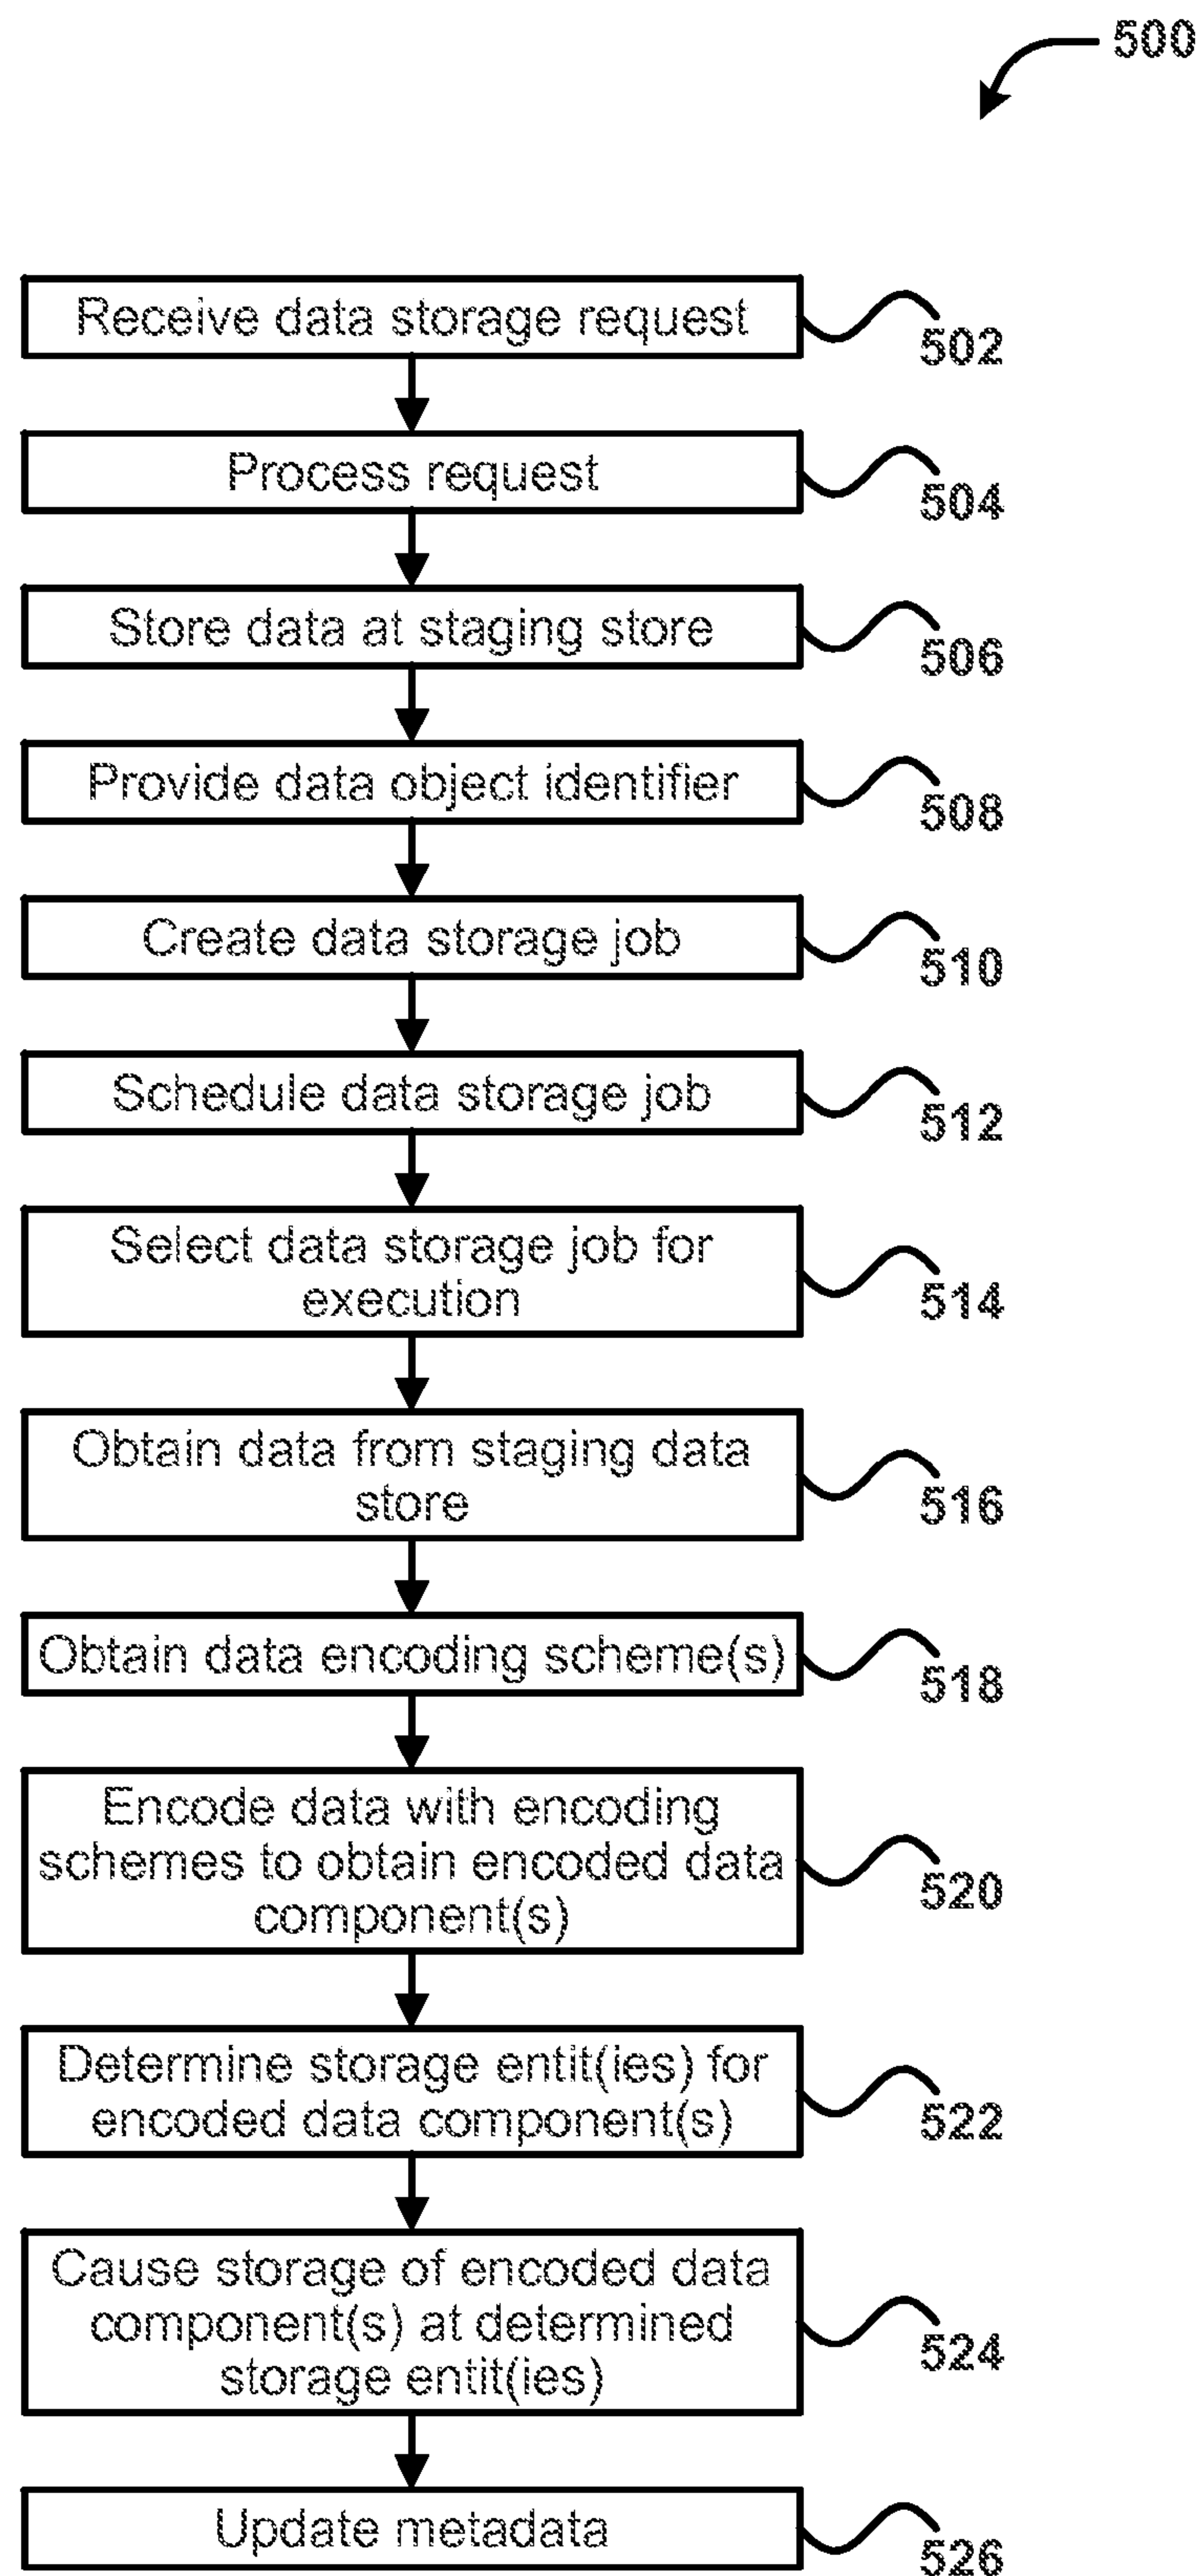 500
Receive data storage request
502
Process request
504
Store data at staging store
506
Provide data object identifier
508
Create data storage job
510
Schedule data storage job
512
Select data storage job for
execution
514
Obtain data from staging data
store
516
Obtain data encoding scheme(s)
518
Encode data with encoding
schemes to obtain encoded data
component(s)
520
Determine storage entit(ies) for
encoded data component(s)
522
Cause storage of encoded data
component(s) at determined
storage entit(ies)
524
Update metadata
526